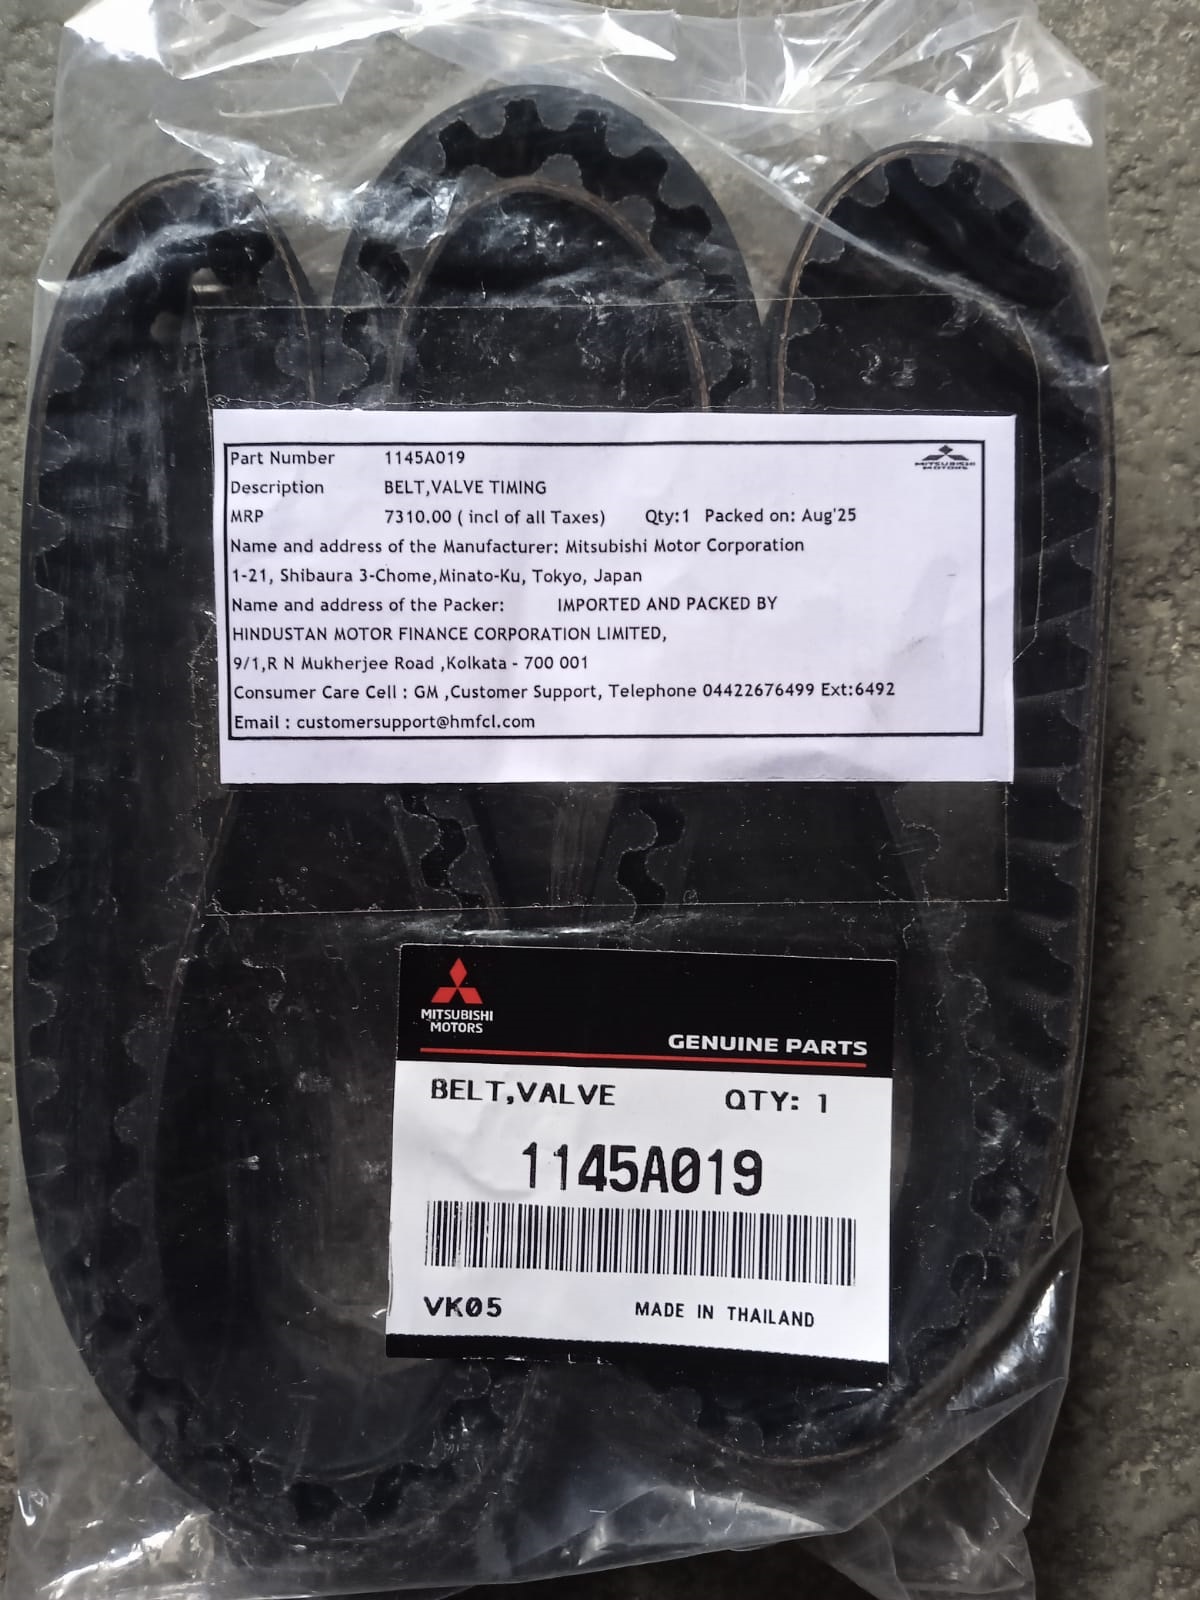 Part Number 1145A019
MITSUBISHI
MOTORS
Description BELT,VALVE TIMING
MRP 7310.00 ( incl of all Taxes) Qty:1 Packed on: Aug'25
Name and address of the Manufacturer: Mitsubishi Motor Corporation
1-21, Shibaura 3-Chome,Minato-Ku, Tokyo, Japan
Name and address of the Packer: IMPORTED AND PACKED BY
HINDUSTAN MOTOR FINANCE CORPORATION LIMITED,
9/1,R N Mukherjee Road ,Kolkata - 700 001
Consumer Care Cell : GM ,Customer Support, Telephone 04422676499 Ext:6492
Email : customersupport@hmfcl.com
MITSUBISHI
MOTORS
GENUINE PARTS
BELT,VALVE QTY: 1
1145A019
VK05 MADE IN THAILAND